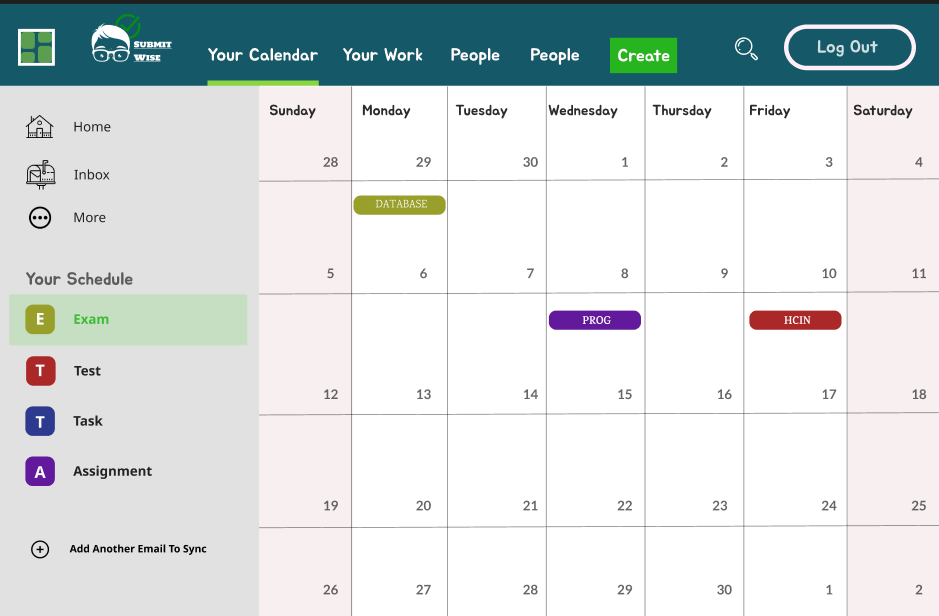 SUBMIT
WISE
Your Calendar Your Work People People Create Log Out
Home
Inbox
More
Your Schedule
E Exam
T Test
T Task
A Assignment
Add Another Email To Sync
Sunday Monday Tuesday Wednesday Thursday Friday Saturday
28 29 30 1 2 3 4
DATABASE
5 6 7 8 9 10 11
PROG HCIN
12 13 14 15 16 17 18
19 20 21 22 23 24 25
26 27 28 29 30 1 2